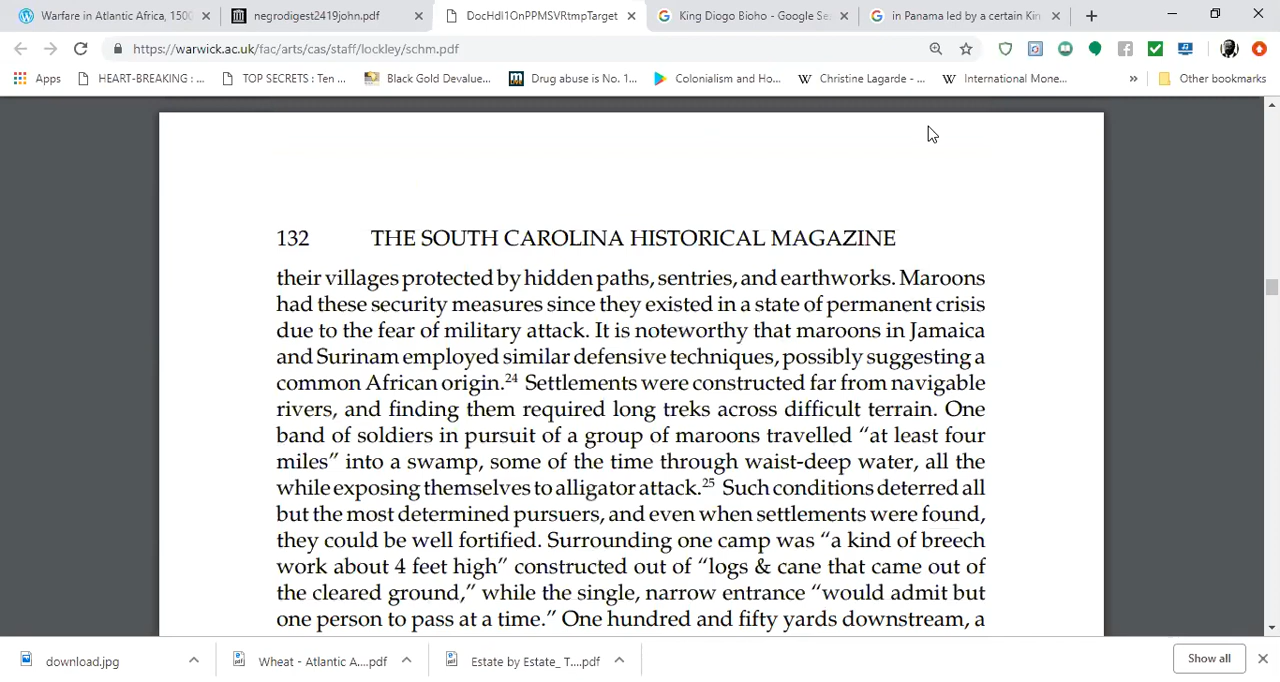 Warfare in Atlantic Africa, 1500
negrodigest2419john.pdf
DocHdl1OnPPMSVRtmpTarget
King Diogo Bioho - Google Se
in Panama led by a certain Kin
https://warwick.ac.uk/fac/arts/cas/staff/lockley/schm.pdf
Apps
HEART-BREAKING : ...
TOP SECRETS : Ten ...
Black Gold Devalue...
Drug abuse is No. 1...
Colonialism and Ho...
Christine Lagarde - ...
International Mone...
»
Other bookmarks
132 THE SOUTH CAROLINA HISTORICAL MAGAZINE
their villages protected by hidden paths, sentries, and earthworks. Maroons
had these security measures since they existed in a state of permanent crisis
due to the fear of military attack. It is noteworthy that maroons in Jamaica
and Surinam employed similar defensive techniques, possibly suggesting a
common African origin.24 Settlements were constructed far from navigable
rivers, and finding them required long treks across difficult terrain. One
band of soldiers in pursuit of a group of maroons travelled “at least four
miles” into a swamp, some of the time through waist-deep water, all the
while exposing themselves to alligator attack.25 Such conditions deterred all
but the most determined pursuers, and even when settlements were found,
they could be well fortified. Surrounding one camp was “a kind of breech
work about 4 feet high” constructed out of “logs & cane that came out of
the cleared ground,” while the single, narrow entrance “would admit but
one person to pass at a time.” One hundred and fifty yards downstream, a
download.jpg
Wheat - Atlantic A....pdf
Estate by Estate_ T....pdf
Show all